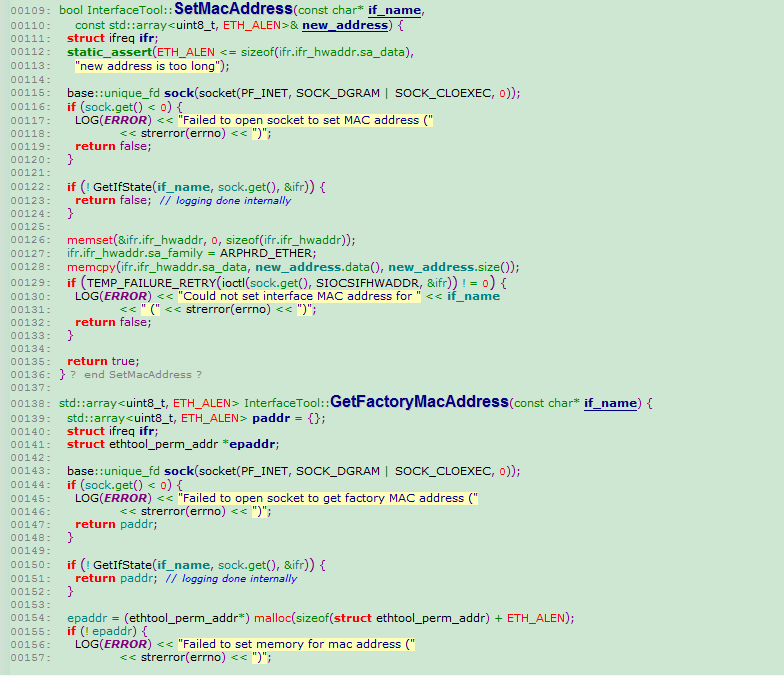 00109: bool InterfaceTool::SetMacAddress(const char* if_name,
00110: const std::array<uint8_t, ETH_ALEN>& new_address) {
00111: struct ifreq ifr;
00112: static_assert(ETH_ALEN <= sizeof(ifr.ifr_hwaddr.sa_data),
00113: "new address is too long");
00114:
00115: base::unique_fd sock(socket(PF_INET, SOCK_DGRAM | SOCK_CLOEXEC, 0));
00116: if (sock.get() < 0) {
00117: LOG(ERROR) << "Failed to open socket to set MAC address ("
00118: << strerror(errno) << ")";
00119: return false;
00120: }
00121:
00122: if (! GetIfState(if_name, sock.get(), &ifr)) {
00123: return false; // logging done internally
00124: }
00125:
00126: memset(&ifr.ifr_hwaddr, 0, sizeof(ifr.ifr_hwaddr));
00127: ifr.ifr_hwaddr.sa_family = ARPHRD_ETHER;
00128: memcpy(ifr.ifr_hwaddr.sa_data, new_address.data(), new_address.size());
00129: if (TEMP_FAILURE_RETRY(ioctl(sock.get(), SIOCSIFHWADDR, &ifr)) ! = 0) {
00130: LOG(ERROR) << "Could not set interface MAC address for " << if_name
00131: << " (" << strerror(errno) << ")";
00132: return false;
00133: }
00134:
00135: return true;
00136: } ? end SetMacAddress ?
00137:
00138: std::array<uint8_t, ETH_ALEN> InterfaceTool::GetFactoryMacAddress(const char* if_name) {
00139: std::array<uint8_t, ETH_ALEN> paddr = {};
00140: struct ifreq ifr;
00141: struct ethtool_perm_addr *epaddr;
00142:
00143: base::unique_fd sock(socket(PF_INET, SOCK_DGRAM | SOCK_CLOEXEC, 0));
00144: if (sock.get() < 0) {
00145: LOG(ERROR) << "Failed to open socket to get factory MAC address ("
00146: << strerror(errno) << ")";
00147: return paddr;
00148: }
00149:
00150: if (! GetIfState(if_name, sock.get(), &ifr)) {
00151: return paddr; // logging done internally
00152: }
00153:
00154: epaddr = (ethtool_perm_addr*) malloc(sizeof(struct ethtool_perm_addr) + ETH_ALEN);
00155: if (! epaddr) {
00156: LOG(ERROR) << "Failed to set memory for mac address ("
00157: << strerror(errno) << ")";